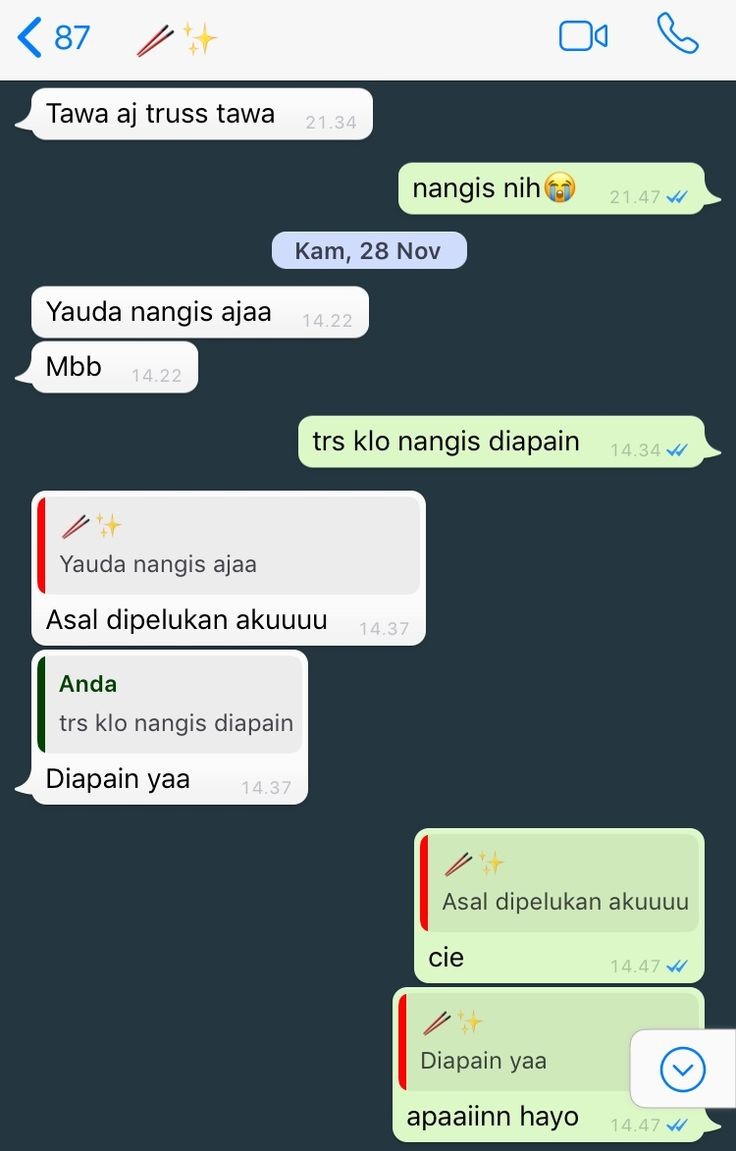 87 🥢✨
Tawa aj truss tawa 21.34
nangis nih😭 21.47
Kam, 28 Nov
Yauda nangis ajaa 14.22
Mbb 14.22
trs klo nangis diapain 14.34
🥢✨
Yauda nangis ajaa
Asal dipelukan akuuuu 14.37
Anda
trs klo nangis diapain
Diapain yaa 14.37
🥢✨
Asal dipelukan akuuuu
cie 14.47
🥢✨
Diapain yaa
apaaiinn hayo 14.47